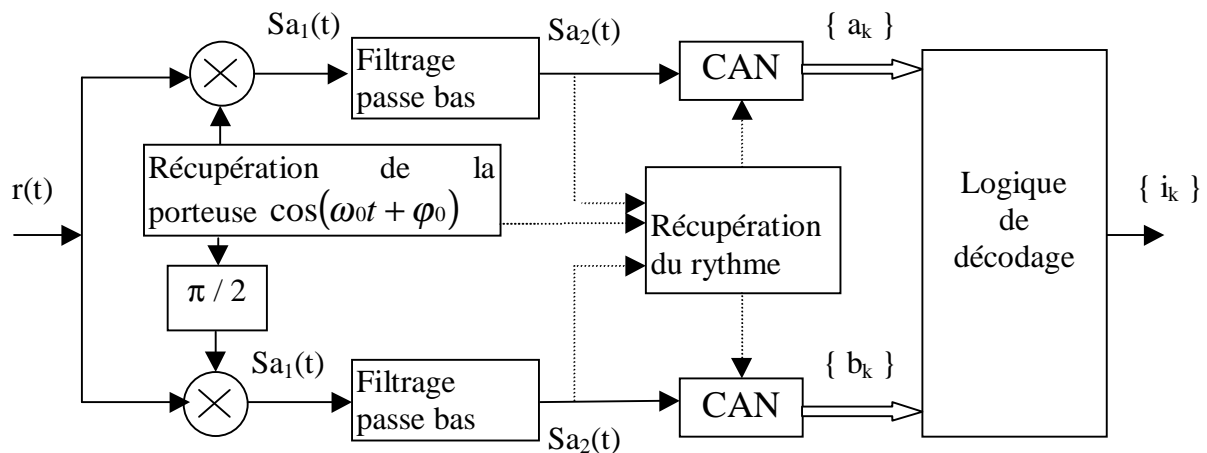 Sa₁(t)
Sa₂(t)
{ aₖ }
Filtrage
passe bas
CAN
r(t)
Récupération de la
porteuse cos(ω₀t + φ₀)
π / 2
Récupération
du rythme
Logique
de
décodage
{ iₖ }
Sa₁(t)
{ bₖ }
Filtrage
passe bas
CAN
Sa₂(t)